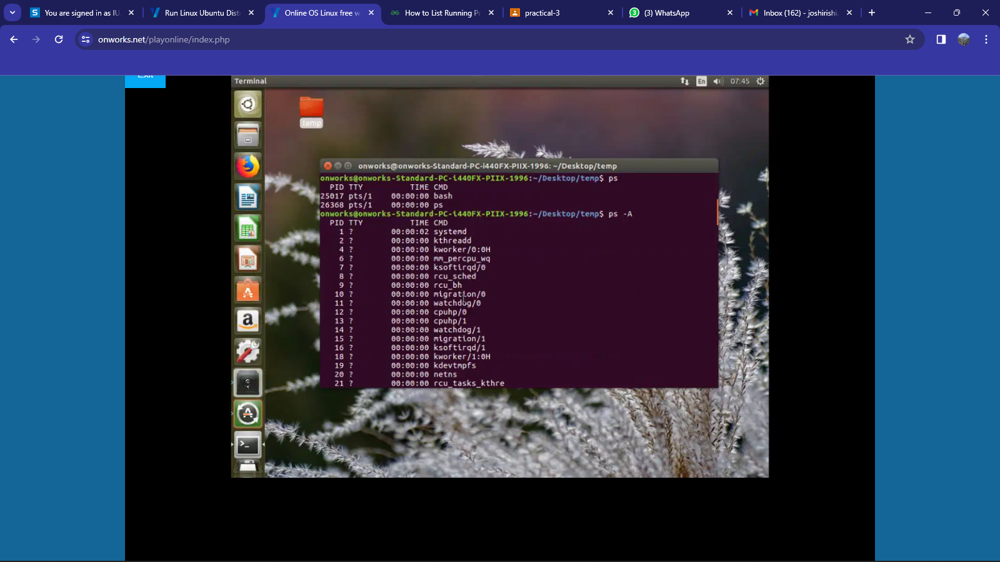 You are signed in as IU
Run Linux Ubuntu Dist
Online OS Linux free w
How to List Running Pr
practical-3
3
(3) WhatsApp
Inbox (162) - joshirishi
onworks.net/playonline/index.php
Exit
Terminal
En
07:45
temp
onworks@onworks-Standard-PC-i440FX-PIIX-1996: ~/Desktop/temp
onworks@onworks-Standard-PC-i440FX-PIIX-1996:~/Desktop/temp$ ps
PID TTY TIME CMD
25017 pts/1 00:00:00 bash
26368 pts/1 00:00:00 ps
onworks@onworks-Standard-PC-i440FX-PIIX-1996:~/Desktop/temp$ ps -A
PID TTY TIME CMD
1 ? 00:00:02 systemd
2 ? 00:00:00 kthreadd
4 ? 00:00:00 kworker/0:0H
6 ? 00:00:00 mm_percpu_wq
7 ? 00:00:00 ksoftirqd/0
8 ? 00:00:00 rcu_sched
9 ? 00:00:00 rcu_bh
10 ? 00:00:00 migration/0
11 ? 00:00:00 watchdog/0
12 ? 00:00:00 cpuhp/0
13 ? 00:00:00 cpuhp/1
14 ? 00:00:00 watchdog/1
15 ? 00:00:00 migration/1
16 ? 00:00:00 ksoftirqd/1
18 ? 00:00:00 kworker/1:0H
19 ? 00:00:00 kdevtmpfs
20 ? 00:00:00 netns
21 ? 00:00:00 rcu_tasks_kthre